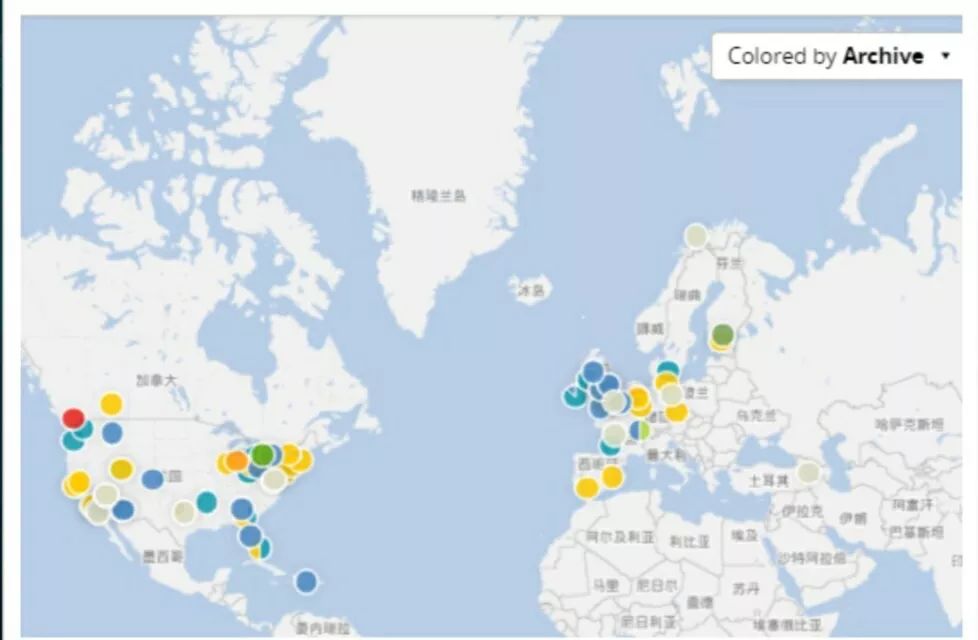 Colored by Archive
格陵兰岛
冰岛
芬兰
瑞典
挪威
加拿大
波兰
乌克兰
哈萨克斯坦
意大利
土耳其
伊拉克
伊朗
阿富汗
巴基斯坦
阿尔及利亚
利比亚
埃及
沙特阿拉伯
墨西哥
马里
尼日尔
苏丹
乍得
尼日利亚
埃塞俄比亚
委内瑞拉
国
西班牙